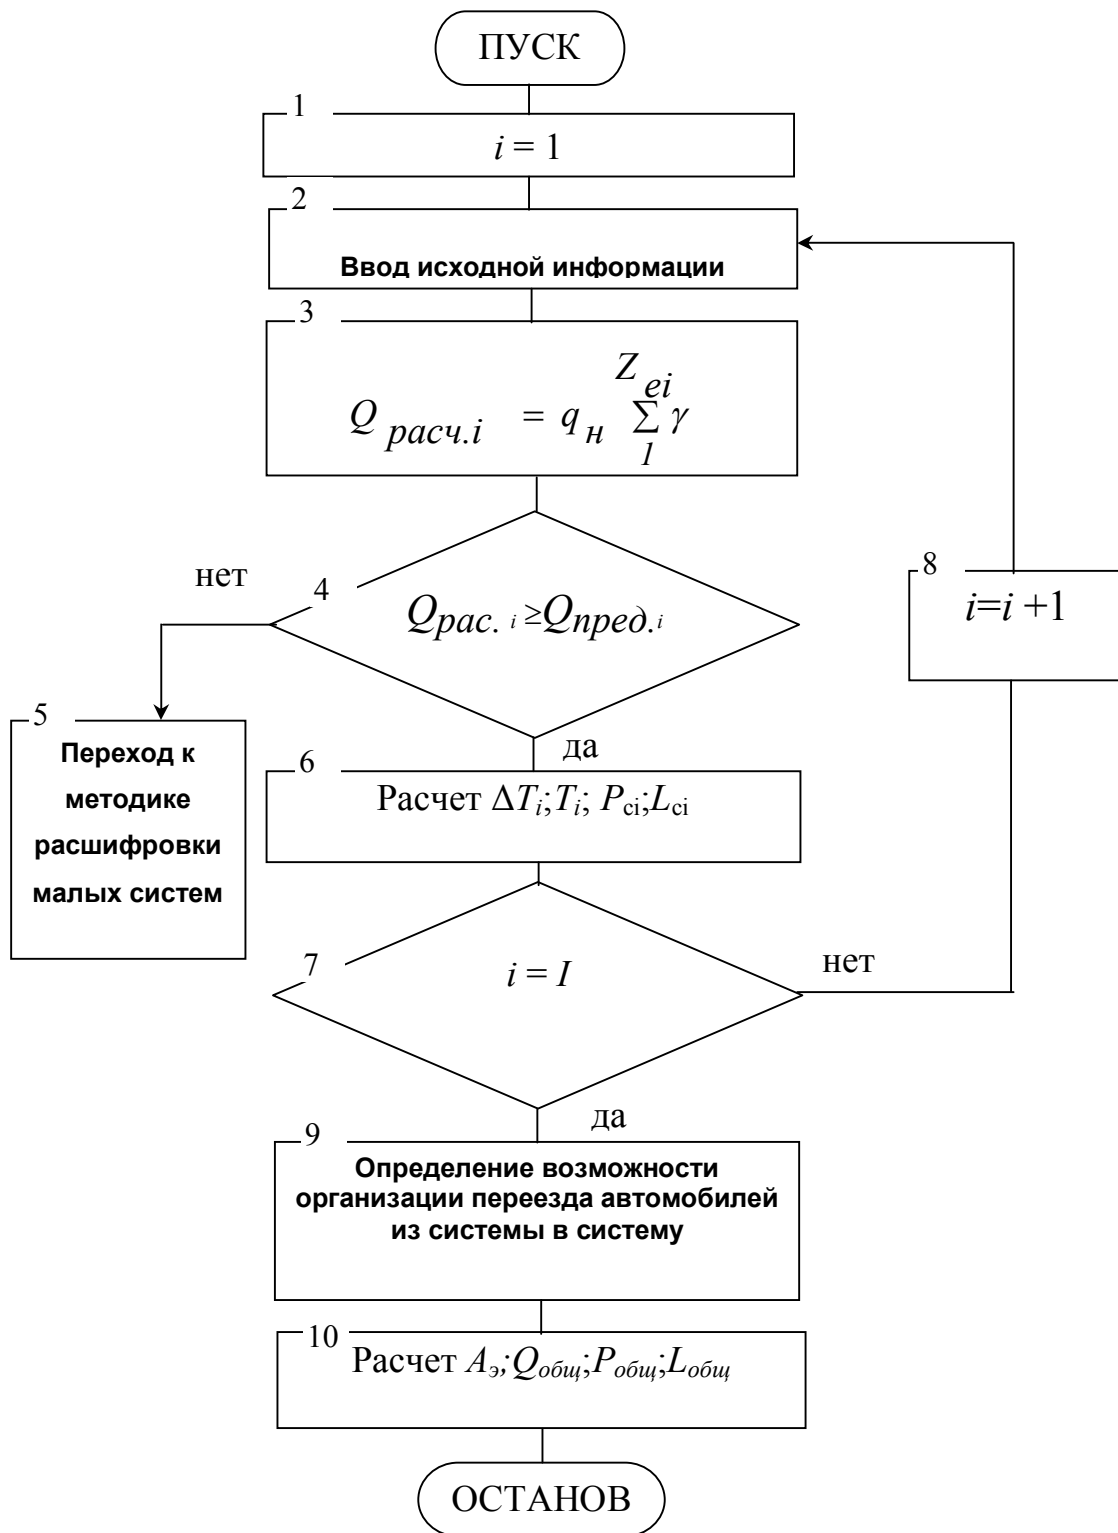 ПУСК
1
i = 1
2
Ввод исходной информации
3
Z ei
Q расч.i = q н ∑ γ
1
нет
4
Qрас. i ≥Qпред.i
8
i=i +1
5
Переход к
методике
расшифровки
малых систем
да
6
Расчет ΔTi;Ti; Pci;Lci
7
i = I
нет
да
9
Определение возможности
организации переезда автомобилей
из системы в систему
10
Расчет Aэ;Qобщ;Pобщ;Lобщ
ОСТАНОВ